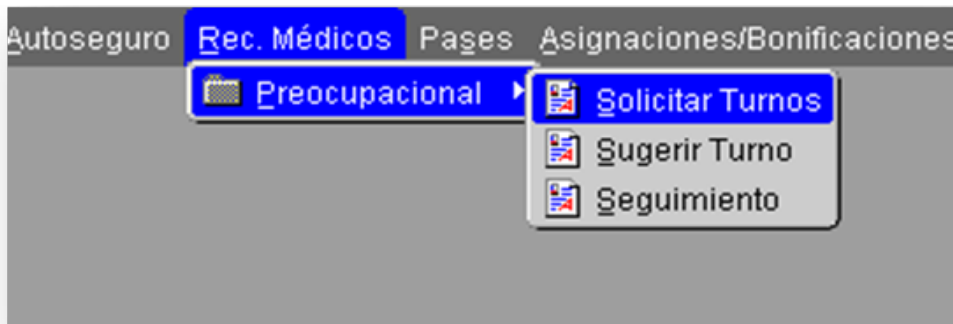 Autoseguro Rec. Médicos Pases Asignaciones/Bonificaciones
Preocupacional Solicitar Turnos
Sugerir Turno
Seguimiento